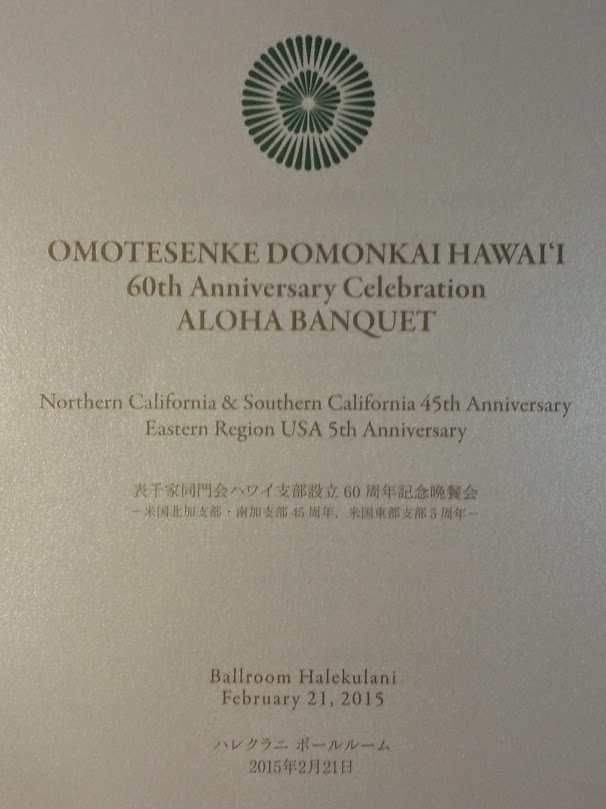 OMOTESENKE DOMONKAI HAWAI‘I
60th Anniversary Celebration
ALOHA BANQUET
Northern California & Southern California 45th Anniversary
Eastern Region USA 5th Anniversary
表千家同門会ハワイ支部設立 60 周年記念晩餐会
－米国北加支部・南加支部 45 周年、米国東部支部 5 周年－
Ballroom Halekulani
February 21, 2015
ハレクラニ ボールルーム
2015年2月21日